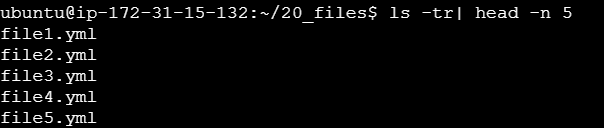 ubuntu@ip-172-31-15-132:~/20_files$ ls -tr| head -n 5
file1.yml
file2.yml
file3.yml
file4.yml
file5.yml